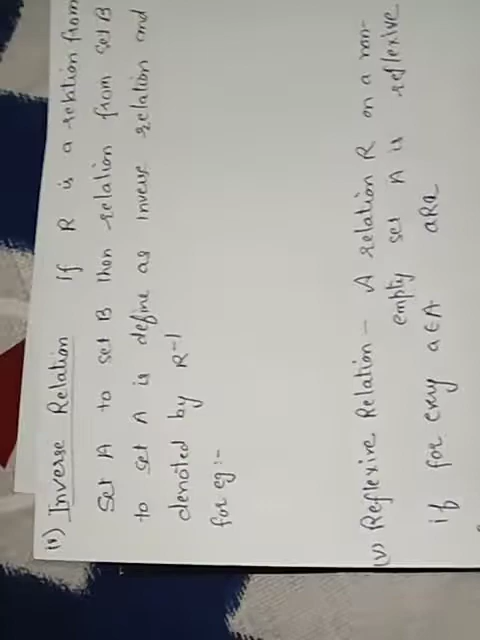 Inverse Relation If R is a relation from
Set A to set B then relation from set B
to set A is define as inverse relation and
denoted by R⁻¹
for eg :-
(V) Reflexive Relation - A relation R on a non-
empty set A is reflexive
if for every a ∈ A aRa